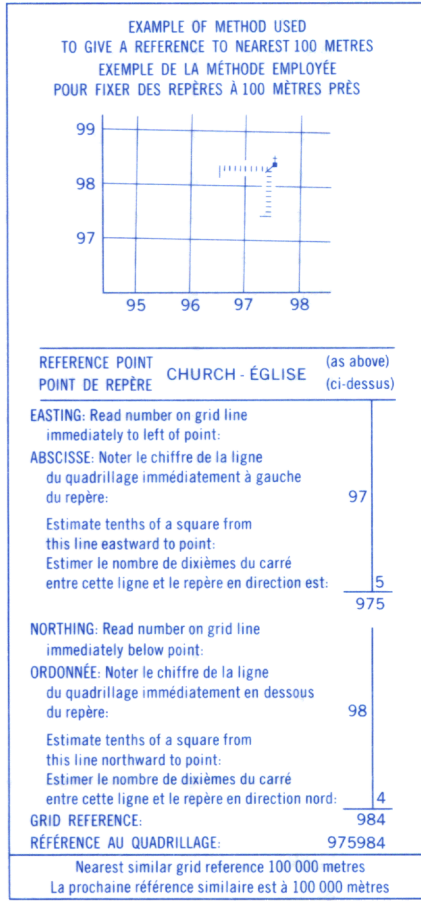 EXAMPLE OF METHOD USED
TO GIVE A REFERENCE TO NEAREST 100 METRES
EXEMPLE DE LA MÉTHODE EMPLOYÉE
POUR FIXER DES REPÈRES À 100 MÈTRES PRÈS
99
98
97
95 96 97 98
REFERENCE POINT
POINT DE REPÈRE
CHURCH - ÉGLISE
(as above)
(ci-dessus)
EASTING: Read number on grid line
immediately to left of point:
ABSCISSE: Noter le chiffre de la ligne
du quadrillage immédiatement à gauche
du repère: 97
Estimate tenths of a square from
this line eastward to point:
Estimer le nombre de dixièmes du carré
entre cette ligne et le repère en direction est: 5
975
NORTHING: Read number on grid line
immediately below point:
ORDONNÉE: Noter le chiffre de la ligne
du quadrillage immédiatement en dessous
du repère: 98
Estimate tenths of a square from
this line northward to point:
Estimer le nombre de dixièmes du carré
entre cette ligne et le repère en direction nord: 4
GRID REFERENCE: 984
RÉFÉRENCE AU QUADRILLAGE: 975984
Nearest similar grid reference 100 000 metres
La prochaine référence similaire est à 100 000 mètres